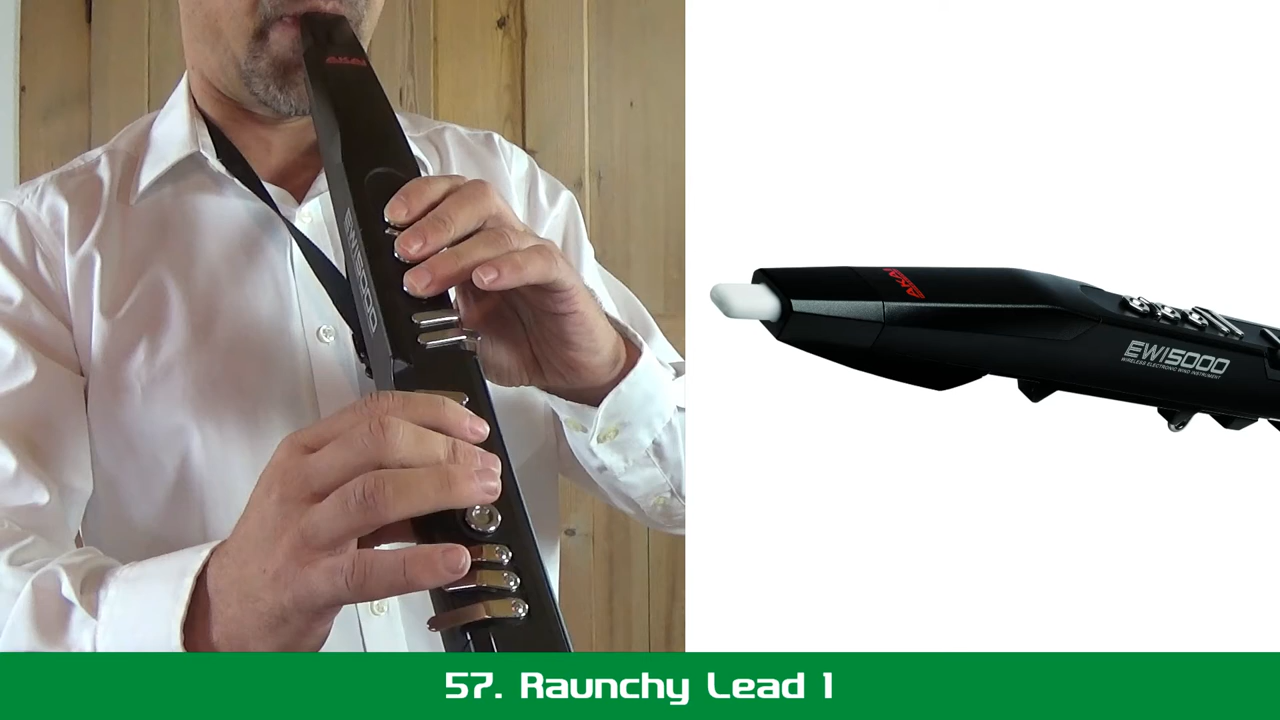 AKAI
EWI5000
AKAI
EWI5000
WIRELESS ELECTRONIC WIND INSTRUMENT
57. Raunchy Lead 1